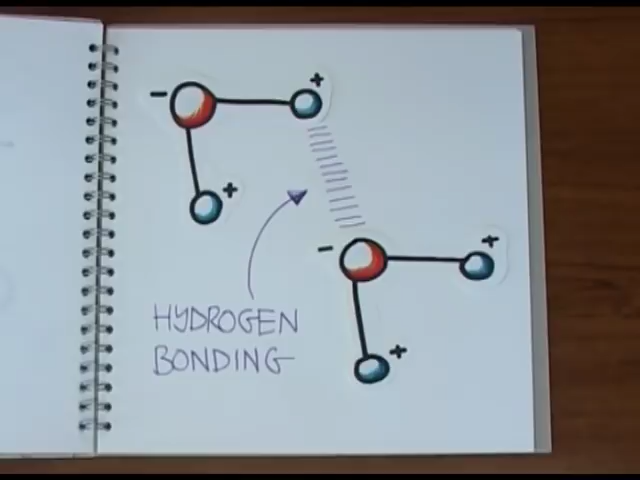 - +
+
- +
+
HYDROGEN
BONDING